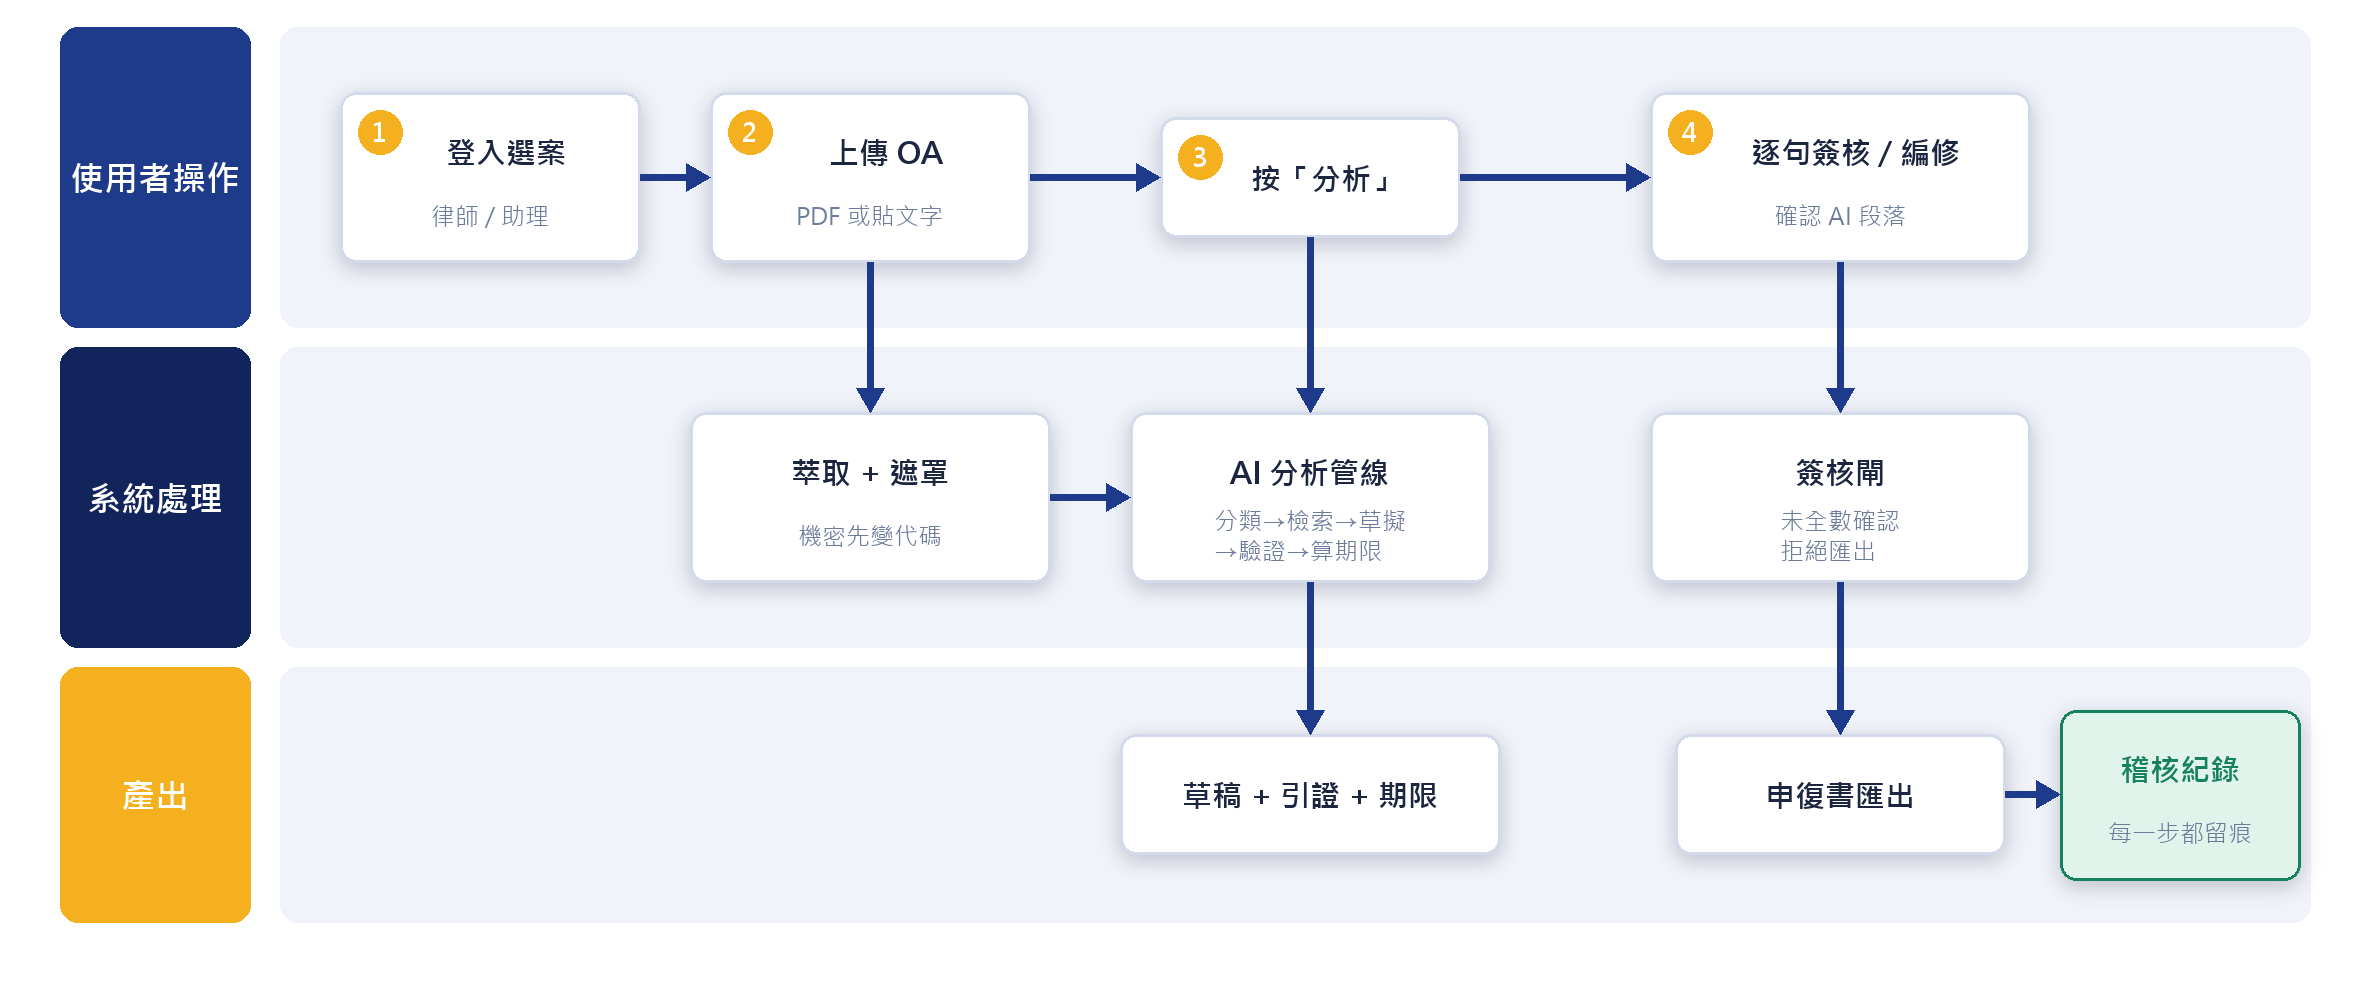 使用者操作
1
登入選案
律師 / 助理
2
上傳 OA
PDF 或貼文字
3
按「分析」
4
逐句簽核 / 編修
確認 AI 段落
系統處理
萃取 + 遮罩
機密先變代碼
AI 分析管線
分類→檢索→草擬
→驗證→算期限
簽核閘
未全數確認
拒絕匯出
產出
草稿 + 引證 + 期限
申復書匯出
稽核紀錄
每一步都留痕